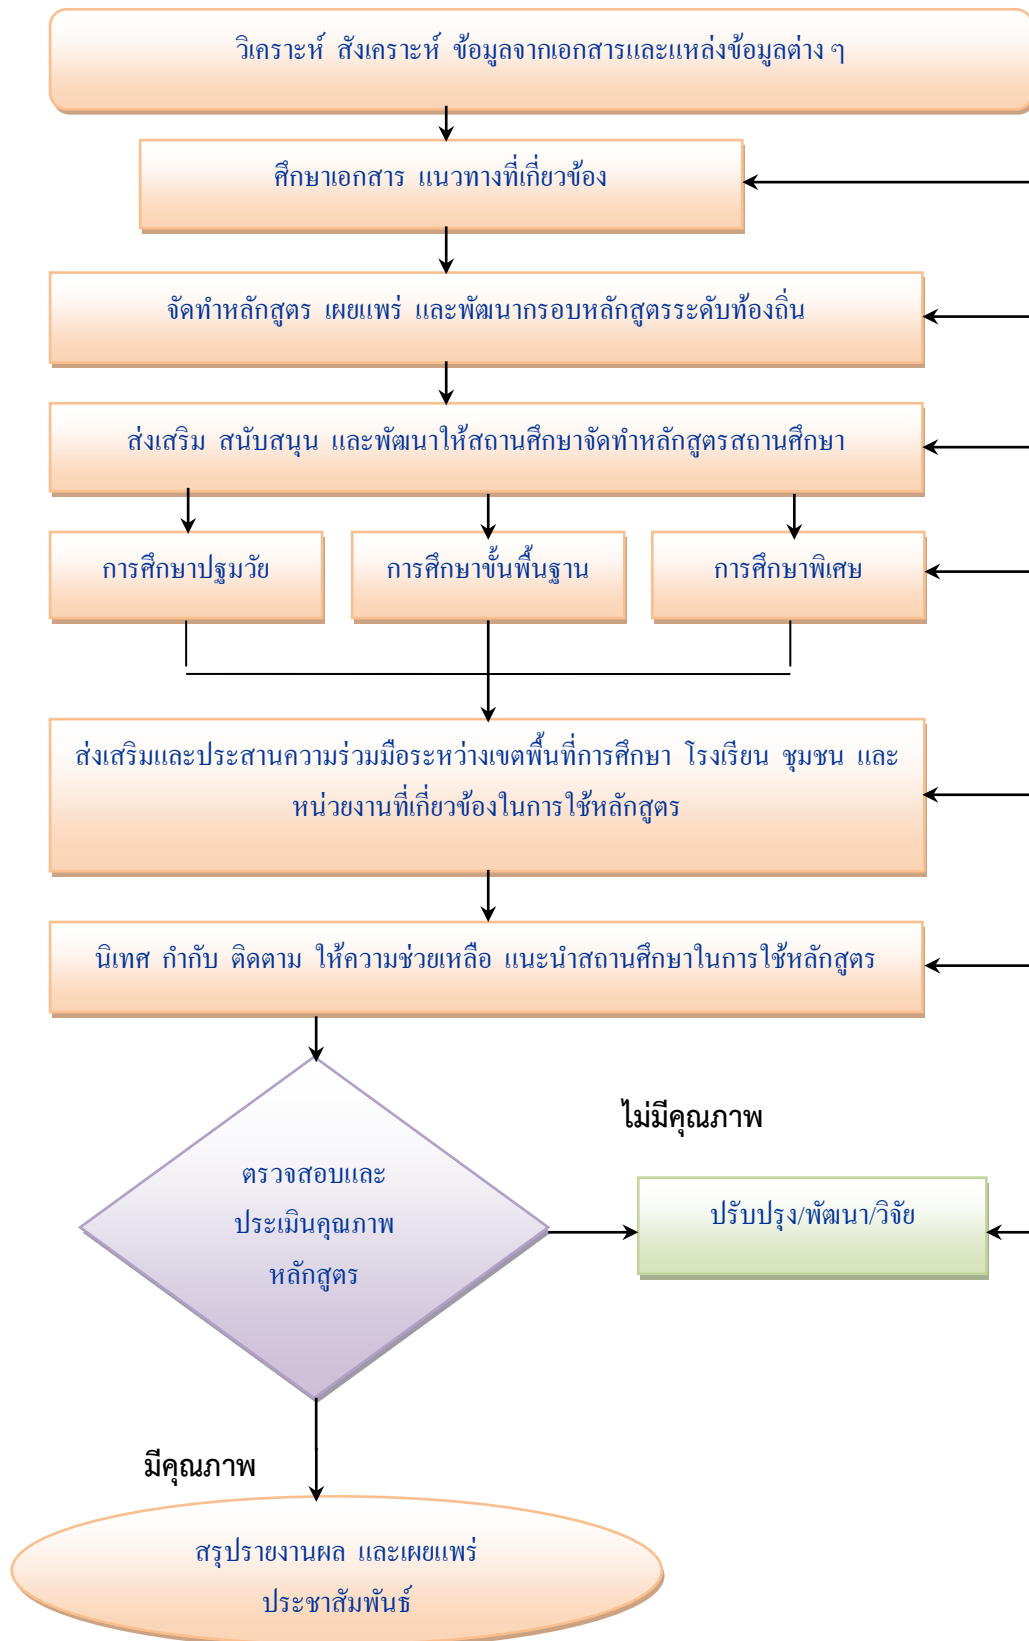 วิเคราะห์ สังเคราะห์ ข้อมูลจากเอกสารและแหล่งข้อมูลต่าง ๆ
ศึกษาเอกสาร แนวทางที่เกี่ยวข้อง
จัดทำหลักสูตร เผยแพร่ และพัฒนากรอบหลักสูตรระดับท้องถิ่น
ส่งเสริม สนับสนุน และพัฒนาให้สถานศึกษาจัดทำหลักสูตรสถานศึกษา
การศึกษาปฐมวัย
การศึกษาขั้นพื้นฐาน
การศึกษาพิเศษ
ส่งเสริมและประสานความร่วมมือระหว่างเขตพื้นที่การศึกษา โรงเรียน ชุมชน และ
หน่วยงานที่เกี่ยวข้องในการใช้หลักสูตร
นิเทศ กำกับ ติดตาม ให้ความช่วยเหลือ แนะนำสถานศึกษาในการใช้หลักสูตร
ไม่มีคุณภาพ
ตรวจสอบและ
ประเมินคุณภาพ
หลักสูตร
ปรับปรุง/พัฒนา/วิจัย
มีคุณภาพ
สรุปรายงานผล และเผยแพร่
ประชาสัมพันธ์